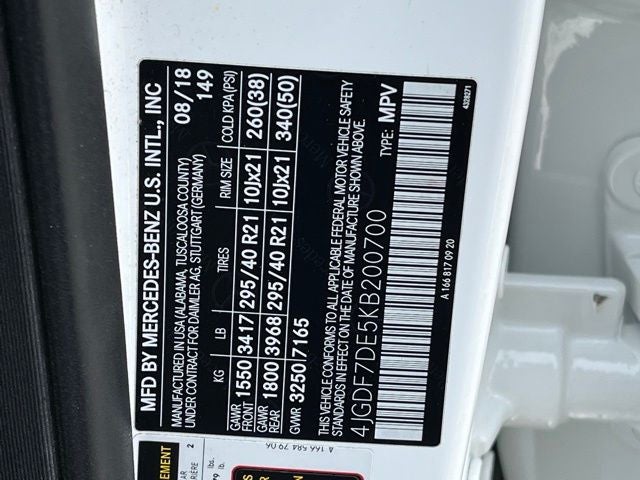 MFD BY MERCEDES-BENZ U.S. INTL., INC
MANUFACTURED IN USA (ALABAMA, TUSCALOOSA COUNTY) 08/18
UNDER CONTRACT FOR DAIMLER AG, STUTTGART (GERMANY) 149
KG LB TIRES RIM SIZE COLD KPA (PSI)
GAWR FRONT 1550 3417 295/40 R21 10Jx21 260(38)
GAWR REAR 1800 3968 295/40 R21 10Jx21 340(50)
GVWR 3250 7165
THIS VEHICLE CONFORMS TO ALL APPLICABLE FEDERAL MOTOR VEHICLE SAFETY
STANDARDS IN EFFECT ON THE DATE OF MANUFACTURE SHOWN ABOVE.
4JGDF7DE5KB200700 TYPE: MPV
A 166 817 09 20
4328271
EMENT
2
lb.
lbs.